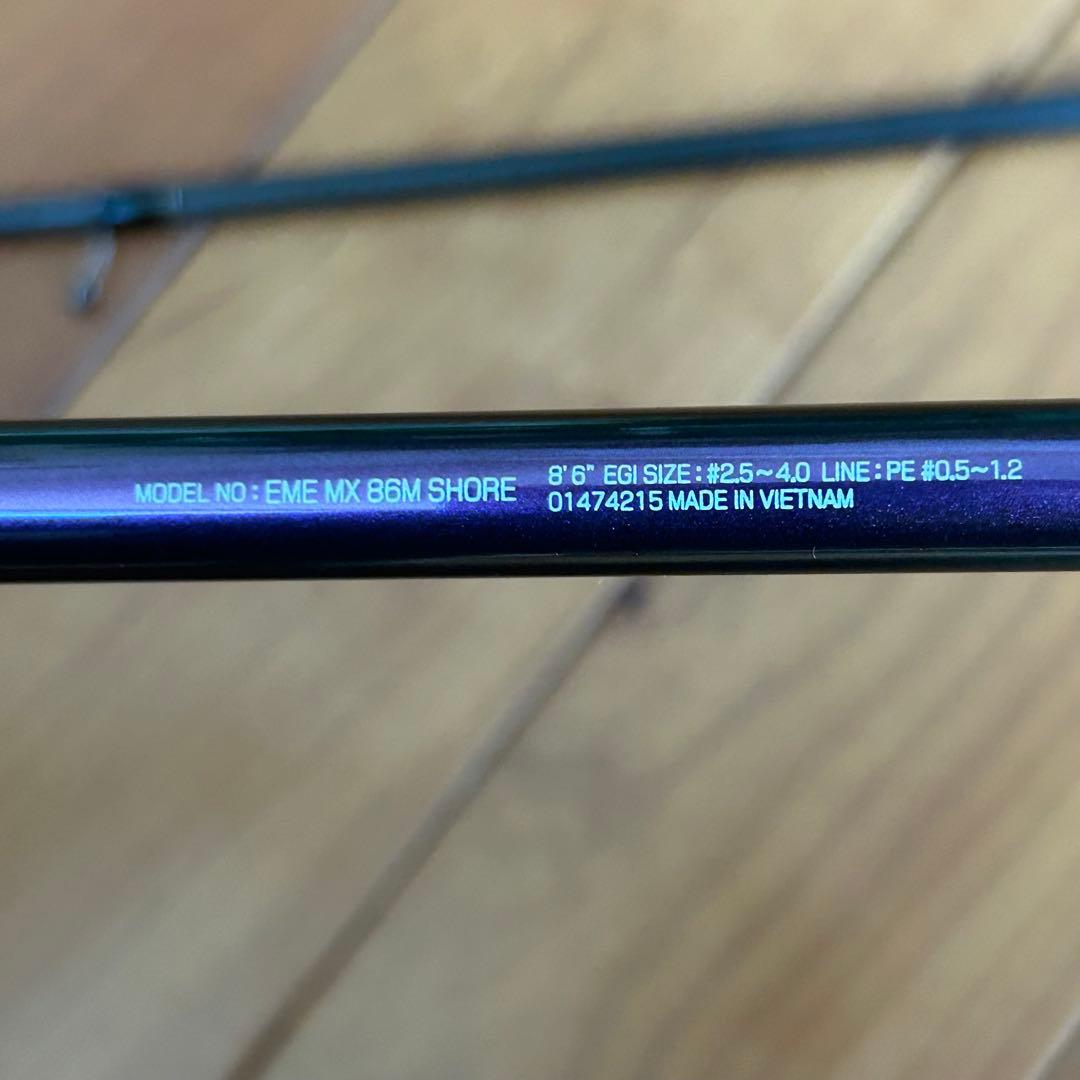 MODEL NO : EME MX 86M SHORE
8' 6" EGI SIZE : #2.5~4.0 LINE : PE #0.5~1.2
01474215 MADE IN VIETNAM